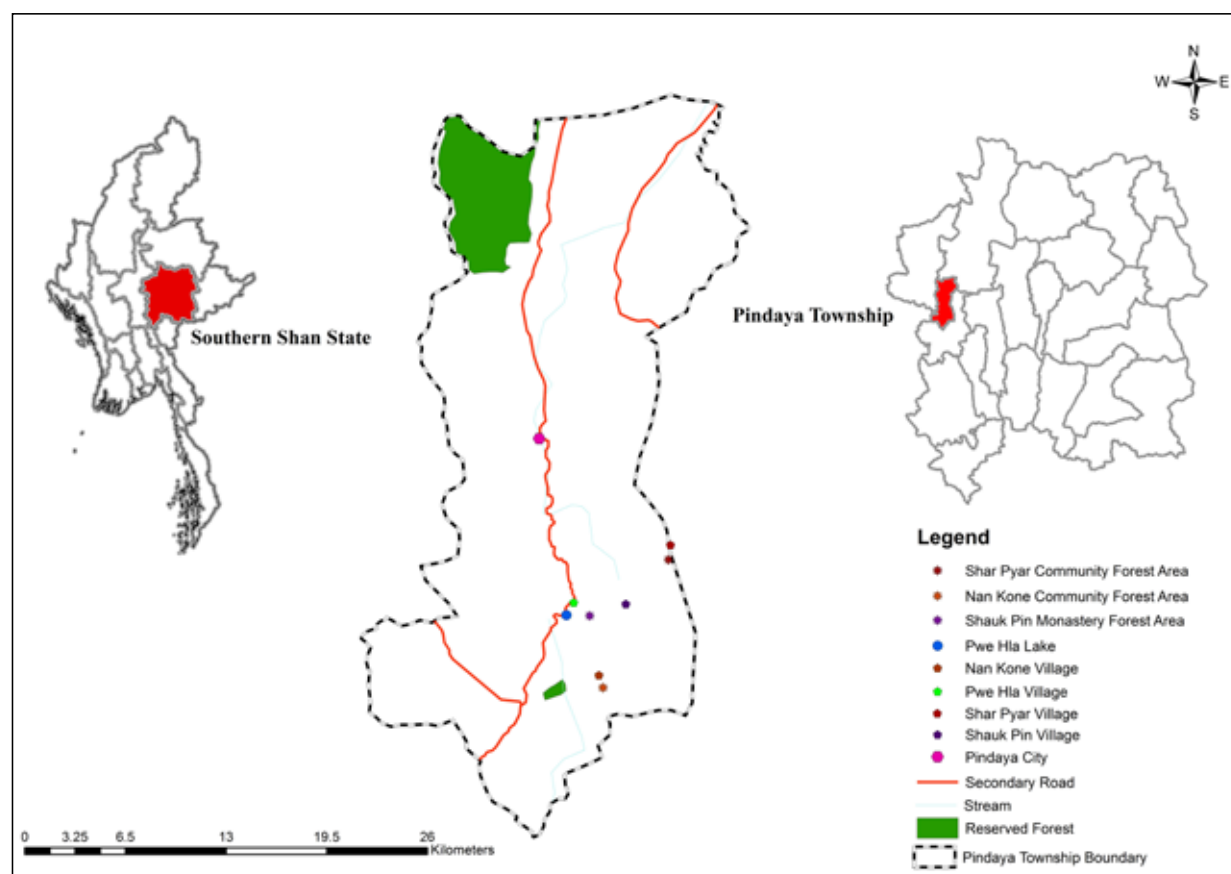 N
W E
S
Southern Shan State
Pindaya Township
Legend
Shar Pyar Community Forest Area
Nan Kone Community Forest Area
Shauk Pin Monastery Forest Area
Pwe Hla Lake
Nan Kone Village
Pwe Hla Village
Shar Pyar Village
Shauk Pin Village
Pindaya City
Secondary Road
Stream
Reserved Forest
Pindaya Township Boundary
0 3.25 6.5 13 19.5 26
Kilometers